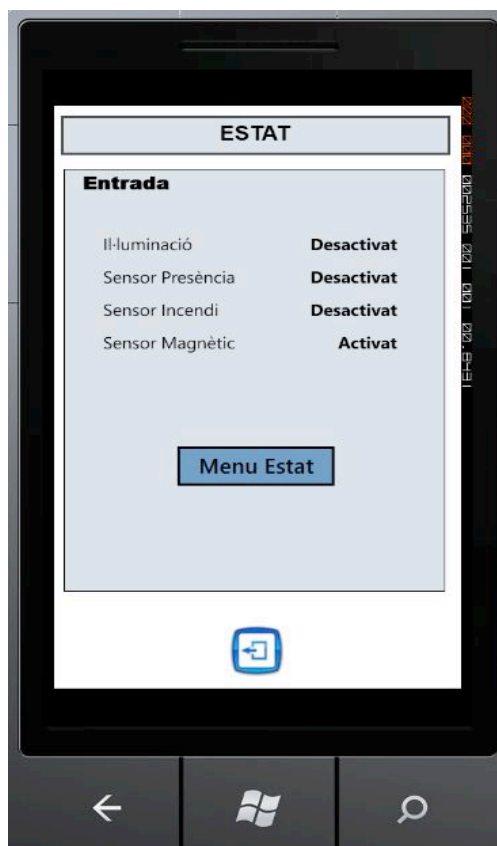 ESTAT
Entrada
Il·luminació Desactivat
Sensor Presència Desactivat
Sensor Incendi Desactivat
Sensor Magnètic Activat
Menu Estat